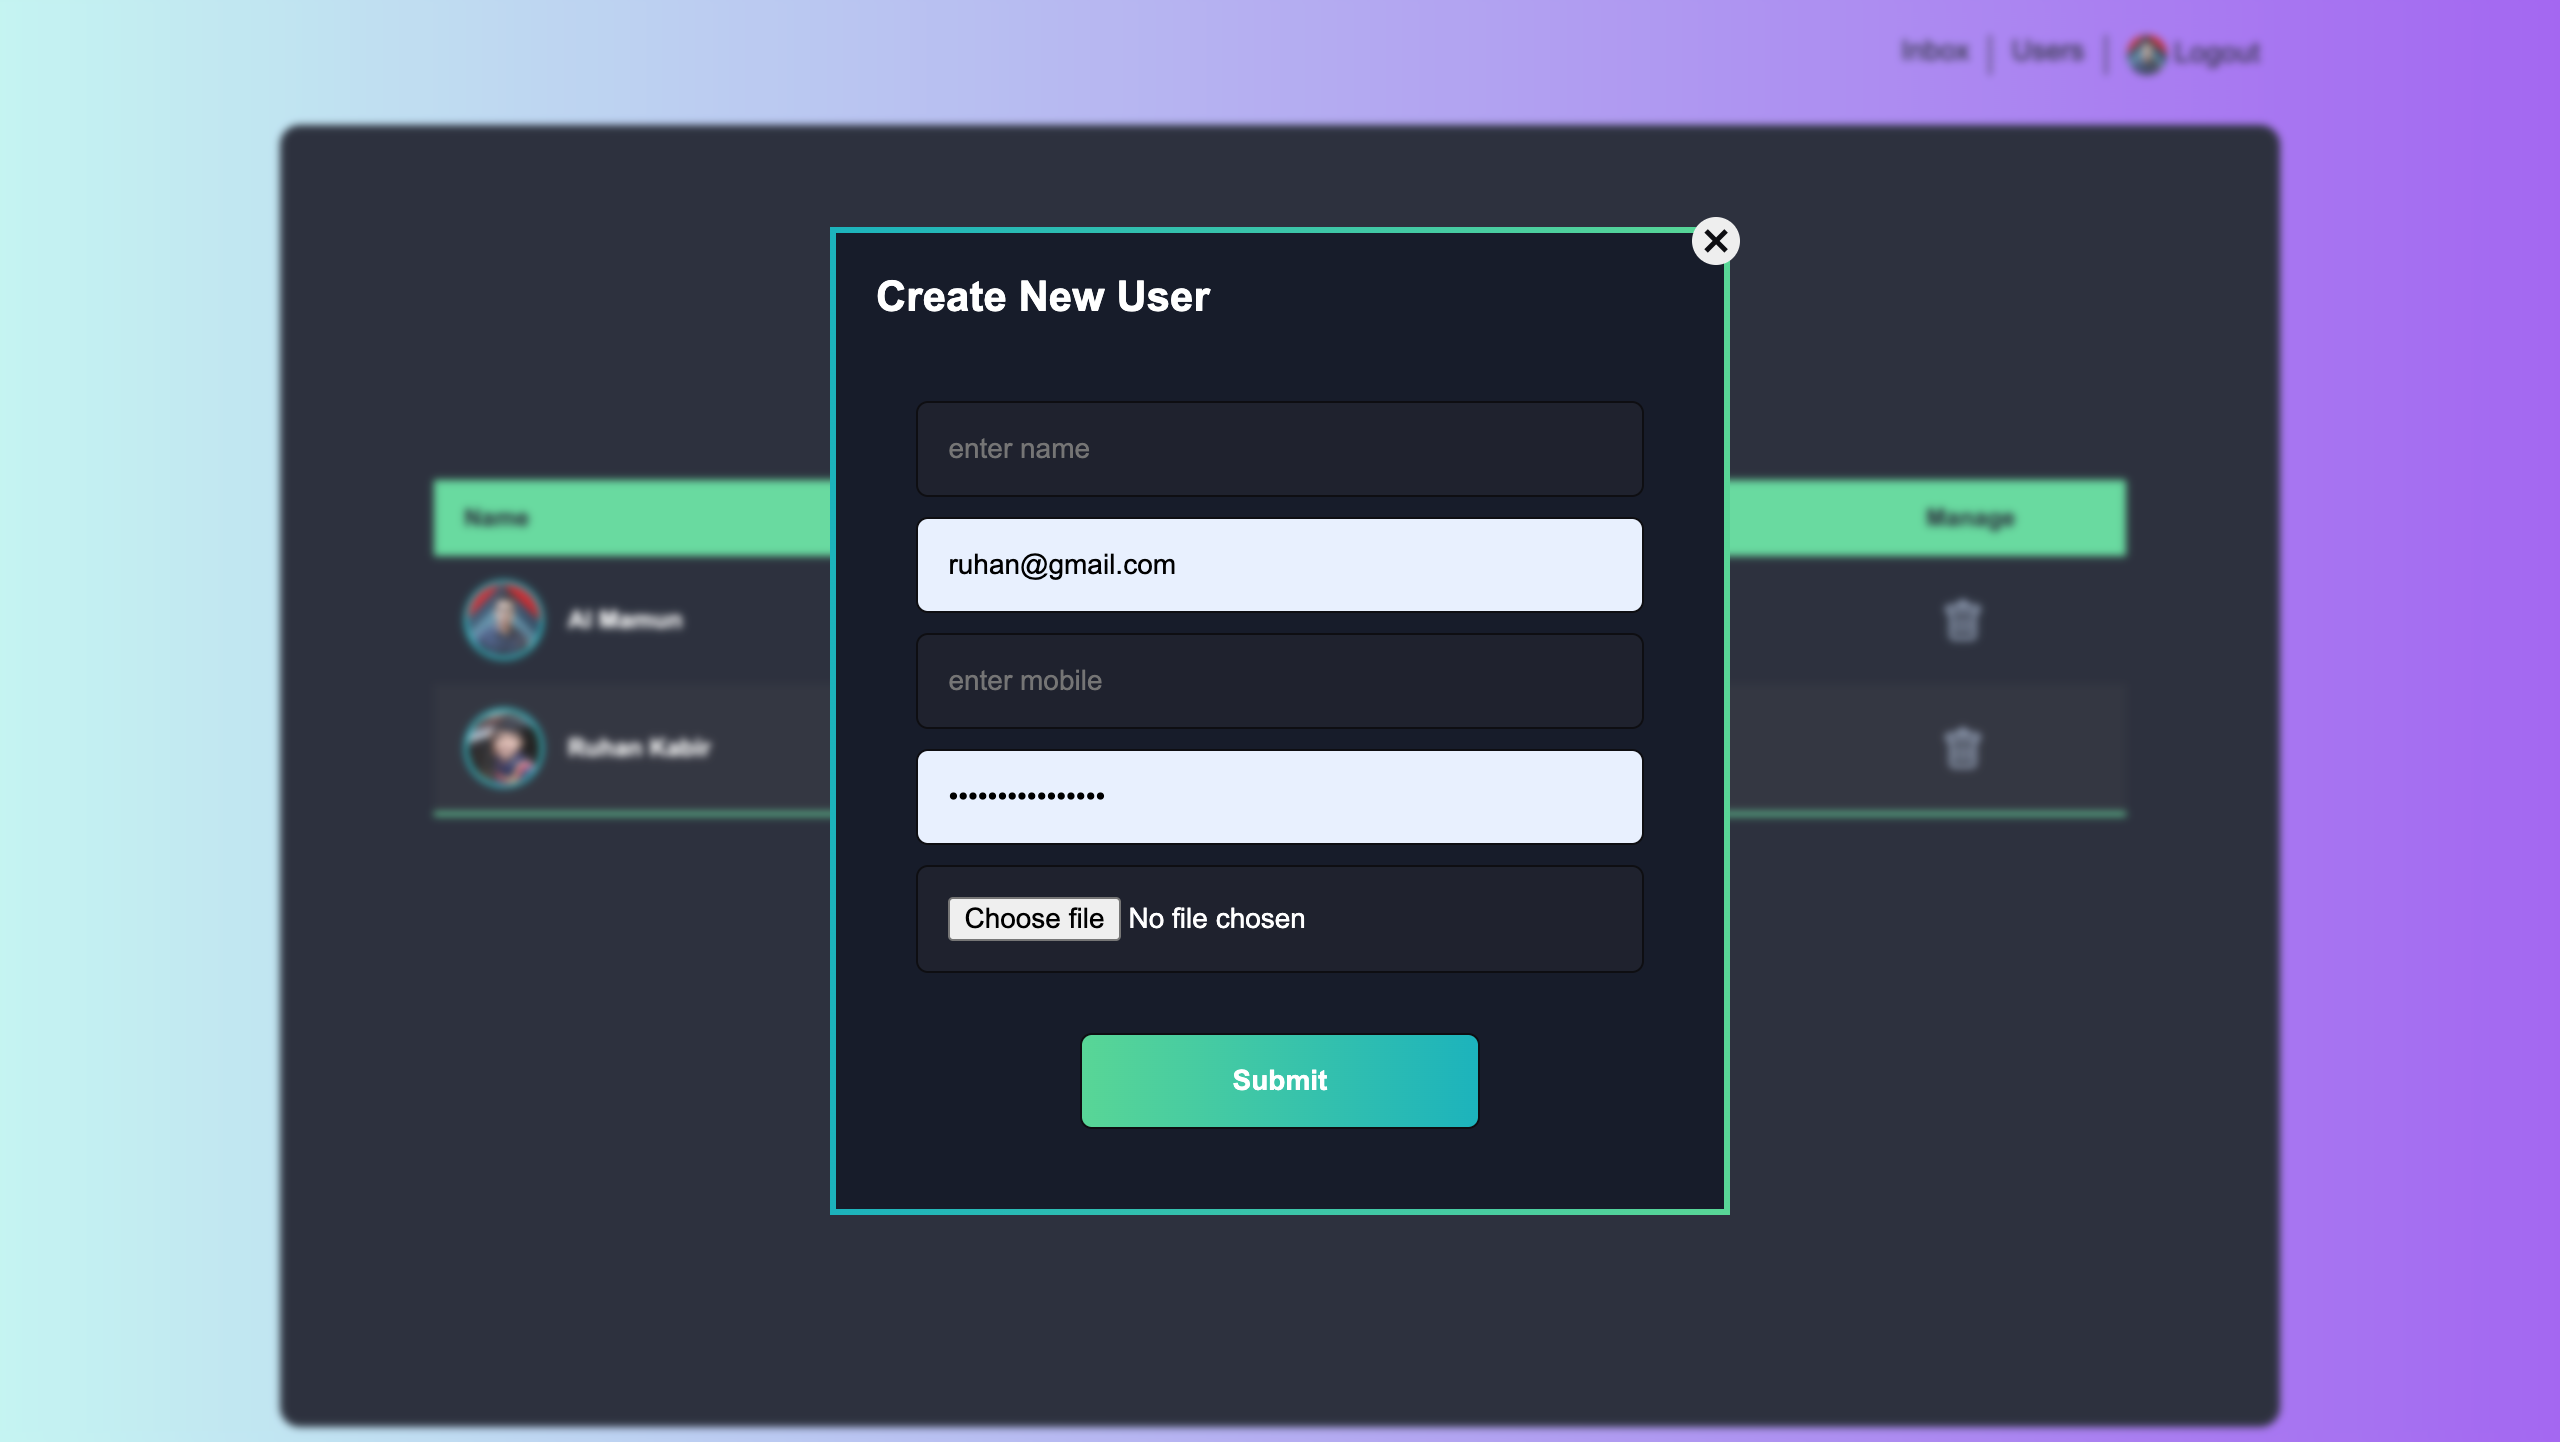 Inbox | Users | Logout
Create New User
enter name
Name
Manage
ruhan@gmail.com
Al Mamun
enter mobile
Ruhan Kabir
••••••••••••••••
Choose file No file chosen
Submit